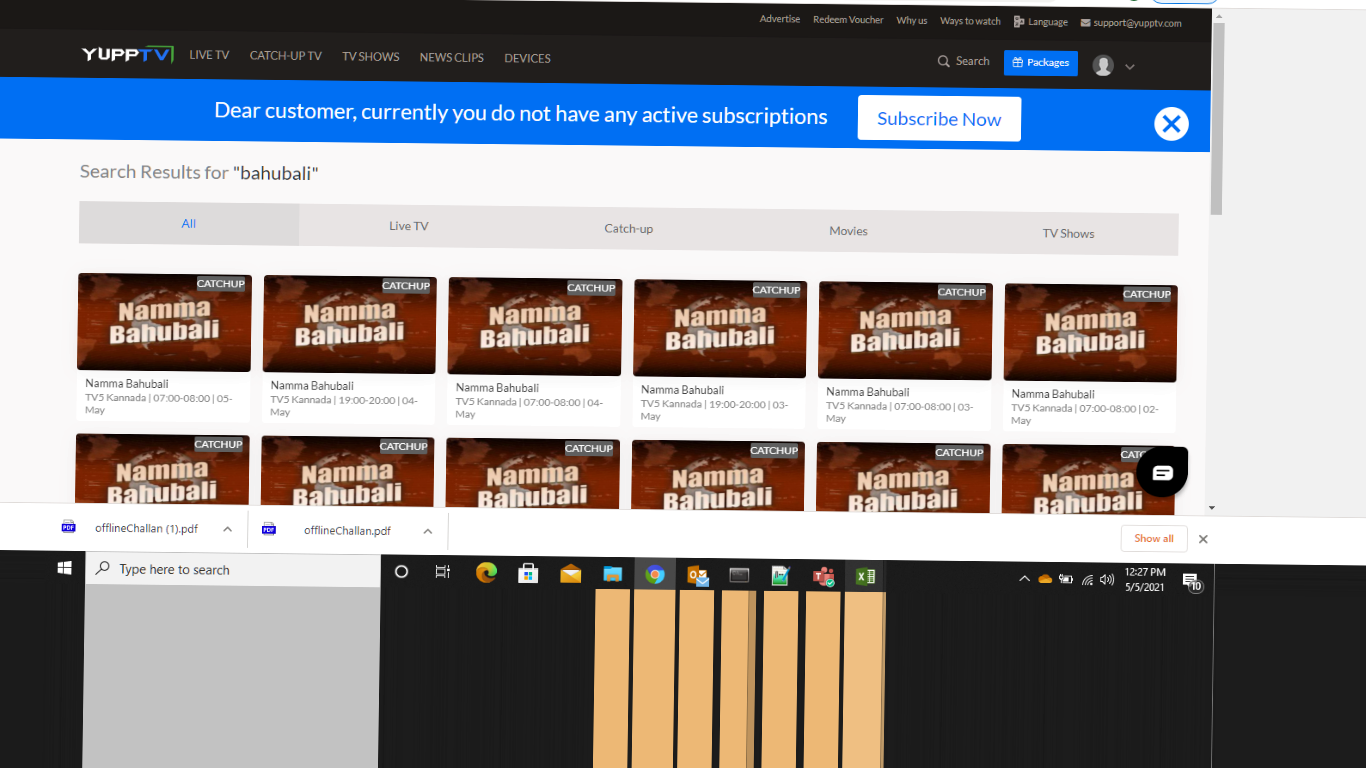 Advertise Redeem Voucher Why us Ways to watch Language support@yupptv.com
YUPPTV LIVE TV CATCH-UP TV TV SHOWS NEWS CLIPS DEVICES Search Packages
Dear customer, currently you do not have any active subscriptions Subscribe Now
Search Results for "bahubali"
All Live TV Catch-up Movies TV Shows
CATCHUP CATCHUP CATCHUP CATCHUP CATCHUP CATCHUP
Namma Namma Namma Namma Namma Namma
Bahubali Bahubali Bahubali Bahubali Bahubali Bahubali
Namma Bahubali Namma Bahubali Namma Bahubali Namma Bahubali Namma Bahubali Namma Bahubali
TV5 Kannada | 07:00-08:00 | 05- TV5 Kannada | 19:00-20:00 | 04- TV5 Kannada | 07:00-08:00 | 04- TV5 Kannada | 19:00-20:00 | 03- TV5 Kannada | 07:00-08:00 | 03- TV5 Kannada | 07:00-08:00 | 02-
May May May May May May
CATCHUP CATCHUP CATCHUP CATCHUP CATCHUP CATC
Namma Namma Namma Namma Namma Namma
Bahubali Bahubali Bahubali Bahubali Bahubali Bahubali
PDF offlineChallan (1).pdf PDF offlineChallan.pdf Show all
Type here to search 12:27 PM
5/5/2021 10